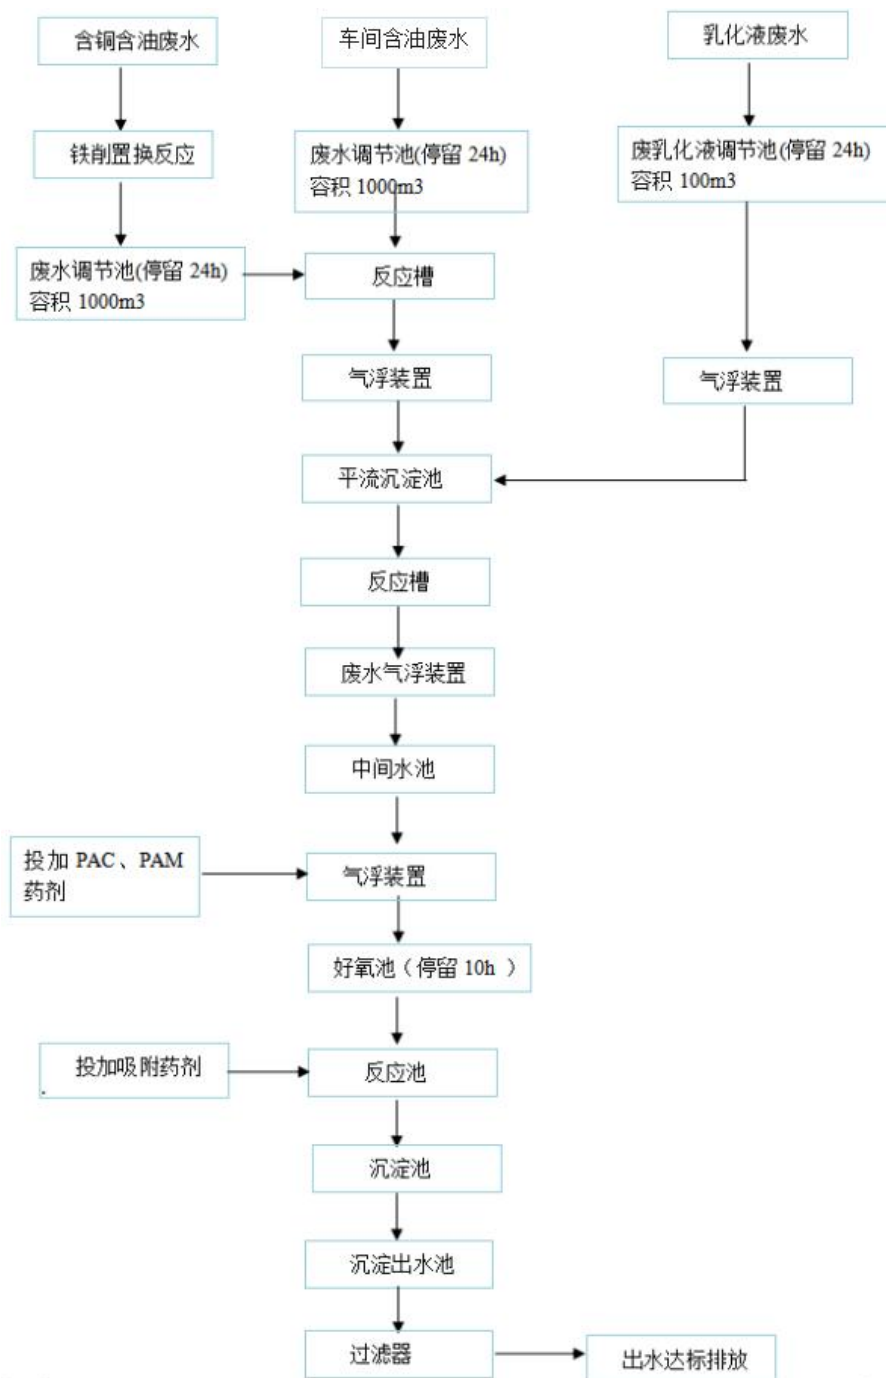 含铜含油废水
车间含油废水
乳化液废水
铁削置换反应
废水调节池(停留 24h)
容积 1000m3
废乳化液调节池(停留 24h)
容积 100m3
废水调节池(停留 24h)
容积 1000m3
反应槽
气浮装置
气浮装置
平流沉淀池
反应槽
废水气浮装置
中间水池
投加 PAC、PAM
药剂
气浮装置
好氧池（停留 10h ）
投加吸附药剂
反应池
沉淀池
沉淀出水池
过滤器
出水达标排放